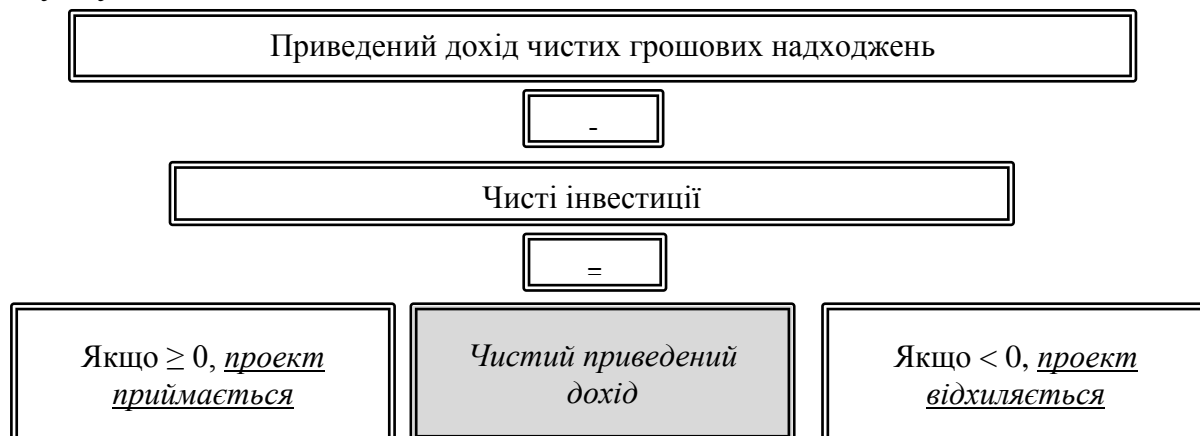 Приведений дохід чистих грошових надходжень
-
Чисті інвестиції
=
Якщо ≥ 0, проект
приймається
Чистий приведений
дохід
Якщо < 0, проект
відхиляється